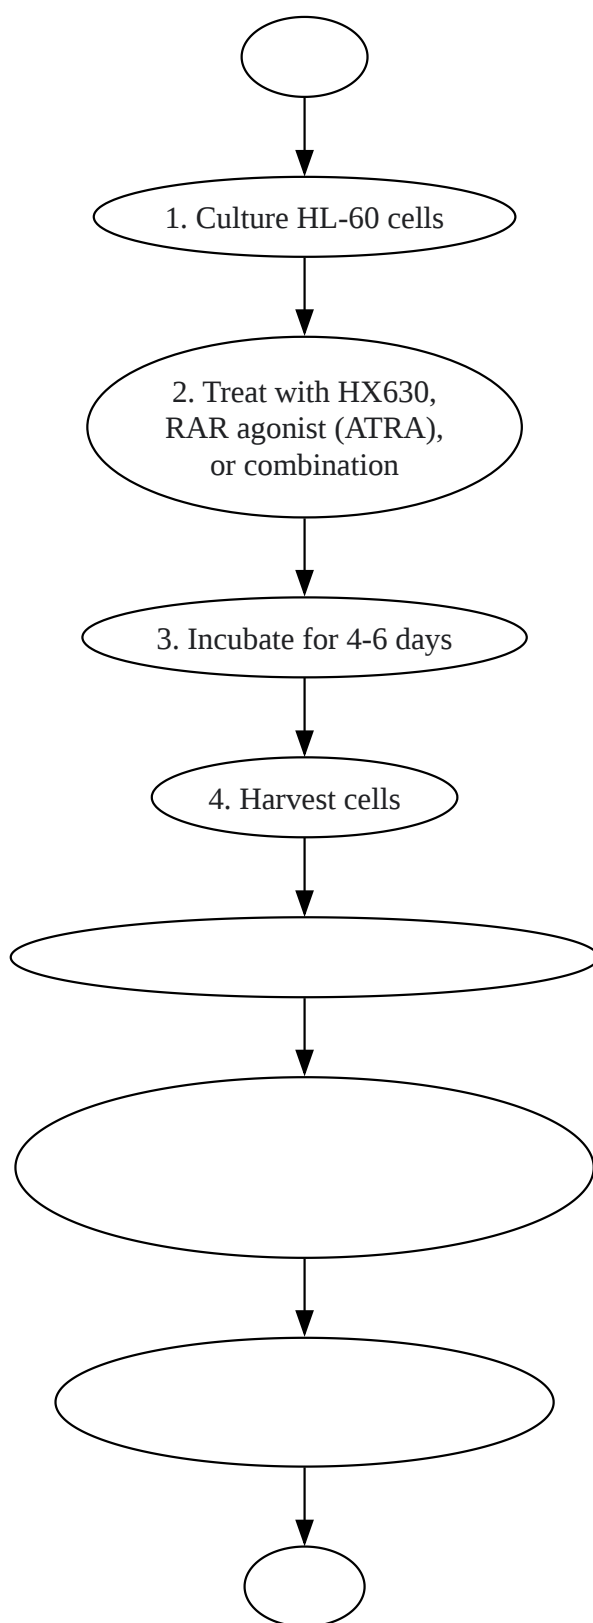 1. Culture HL-60 cells
2. Treat with HX630,
RAR agonist (ATRA),
or combination
3. Incubate for 4-6 days
4. Harvest cells